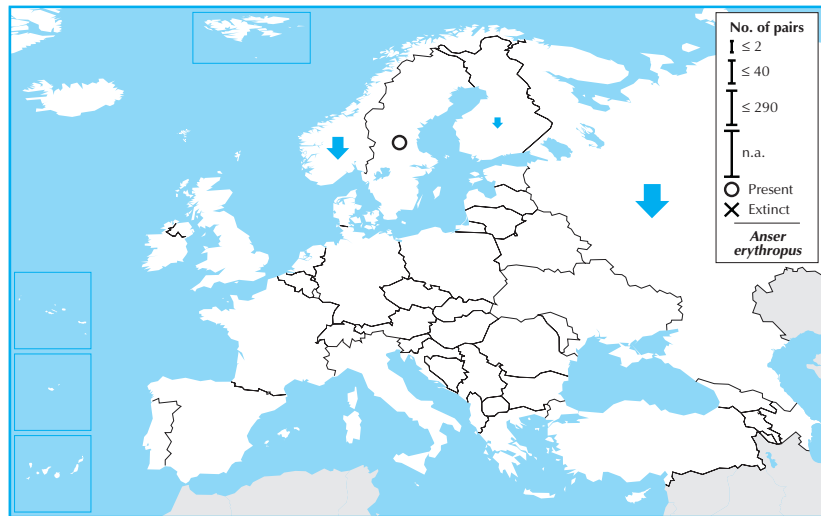 No. of pairs
≤ 2
≤ 40
≤ 290
n.a.
Present
Extinct
Anser
erythropus